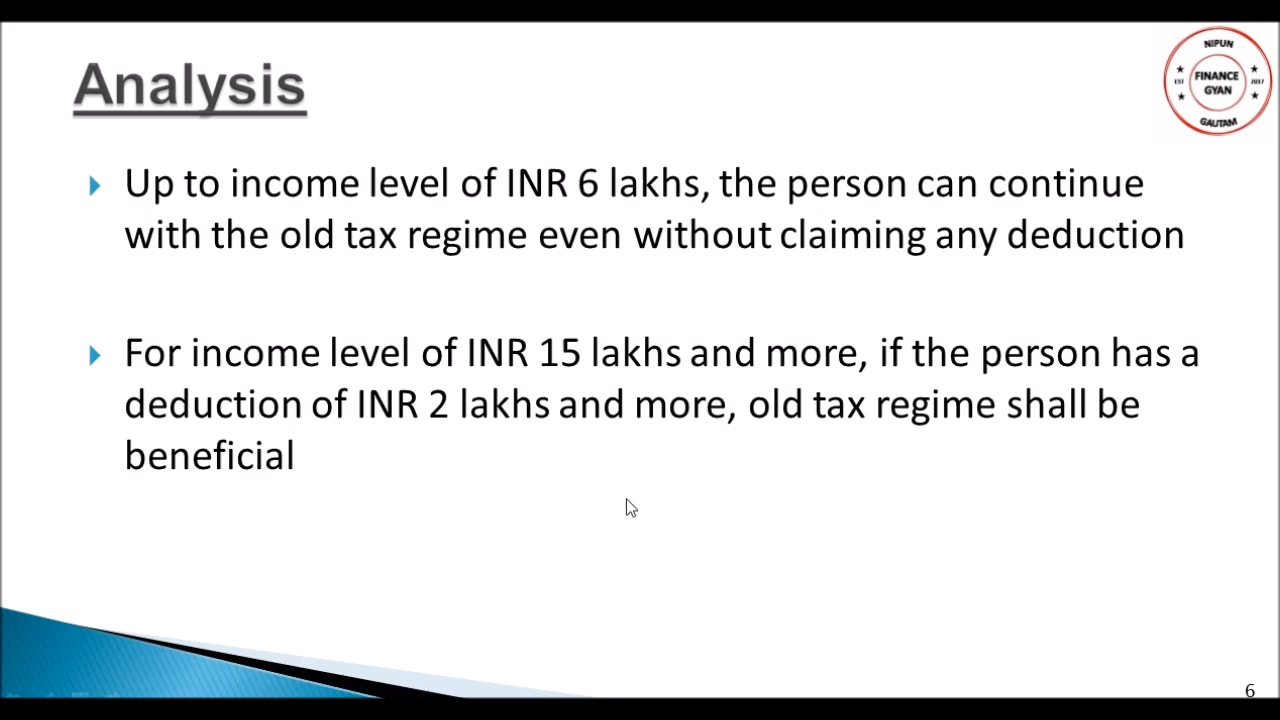 Analysis
NIPUN
EST FINANCE 2017
GYAN
GAUTAM
Up to income level of INR 6 lakhs, the person can continue
with the old tax regime even without claiming any deduction
For income level of INR 15 lakhs and more, if the person has a
deduction of INR 2 lakhs and more, old tax regime shall be
beneficial
6